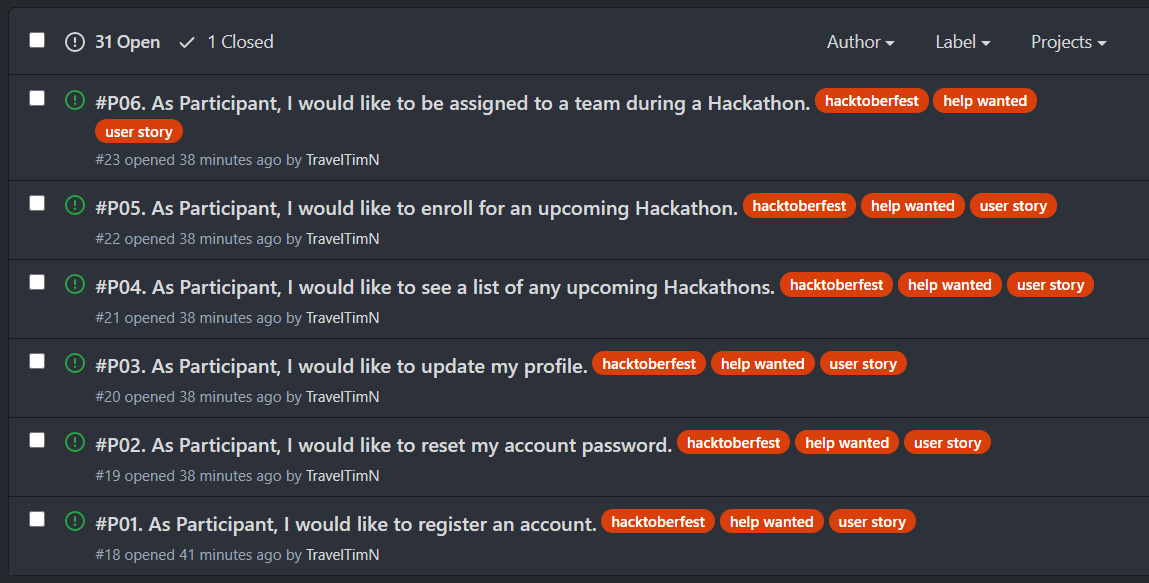 31 Open 1 Closed Author Label Projects
#P06. As Participant, I would like to be assigned to a team during a Hackathon. hacktoberfest help wanted
user story
#23 opened 38 minutes ago by TravelTimN
#P05. As Participant, I would like to enroll for an upcoming Hackathon. hacktoberfest help wanted user story
#22 opened 38 minutes ago by TravelTimN
#P04. As Participant, I would like to see a list of any upcoming Hackathons. hacktoberfest help wanted user story
#21 opened 38 minutes ago by TravelTimN
#P03. As Participant, I would like to update my profile. hacktoberfest help wanted user story
#20 opened 38 minutes ago by TravelTimN
#P02. As Participant, I would like to reset my account password. hacktoberfest help wanted user story
#19 opened 38 minutes ago by TravelTimN
#P01. As Participant, I would like to register an account. hacktoberfest help wanted user story
#18 opened 41 minutes ago by TravelTimN